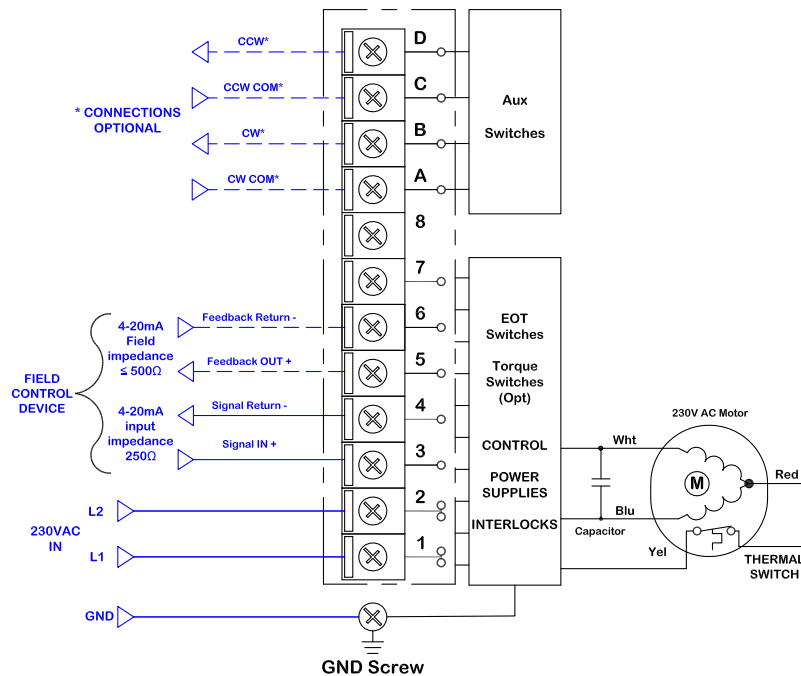 CCW*
D
CCW COM*
C
* CONNECTIONS
OPTIONAL
CW*
B
CW COM*
A
Aux
Switches
8
7
Feedback Return -
6
4-20mA
Field
impedance
≤ 500Ω
Feedback OUT +
5
FIELD
CONTROL
DEVICE
4-20mA
input
impedance
250Ω
Signal Return -
4
Signal IN +
3
L2
2
230VAC
IN
L1
1
GND
GND Screw
EOT
Switches
Torque
Switches
(Opt)
CONTROL
POWER
SUPPLIES
INTERLOCKS
230V AC Motor
Wht
M
Red
Capacitor
Blu
Yel
THERMAL
SWITCH